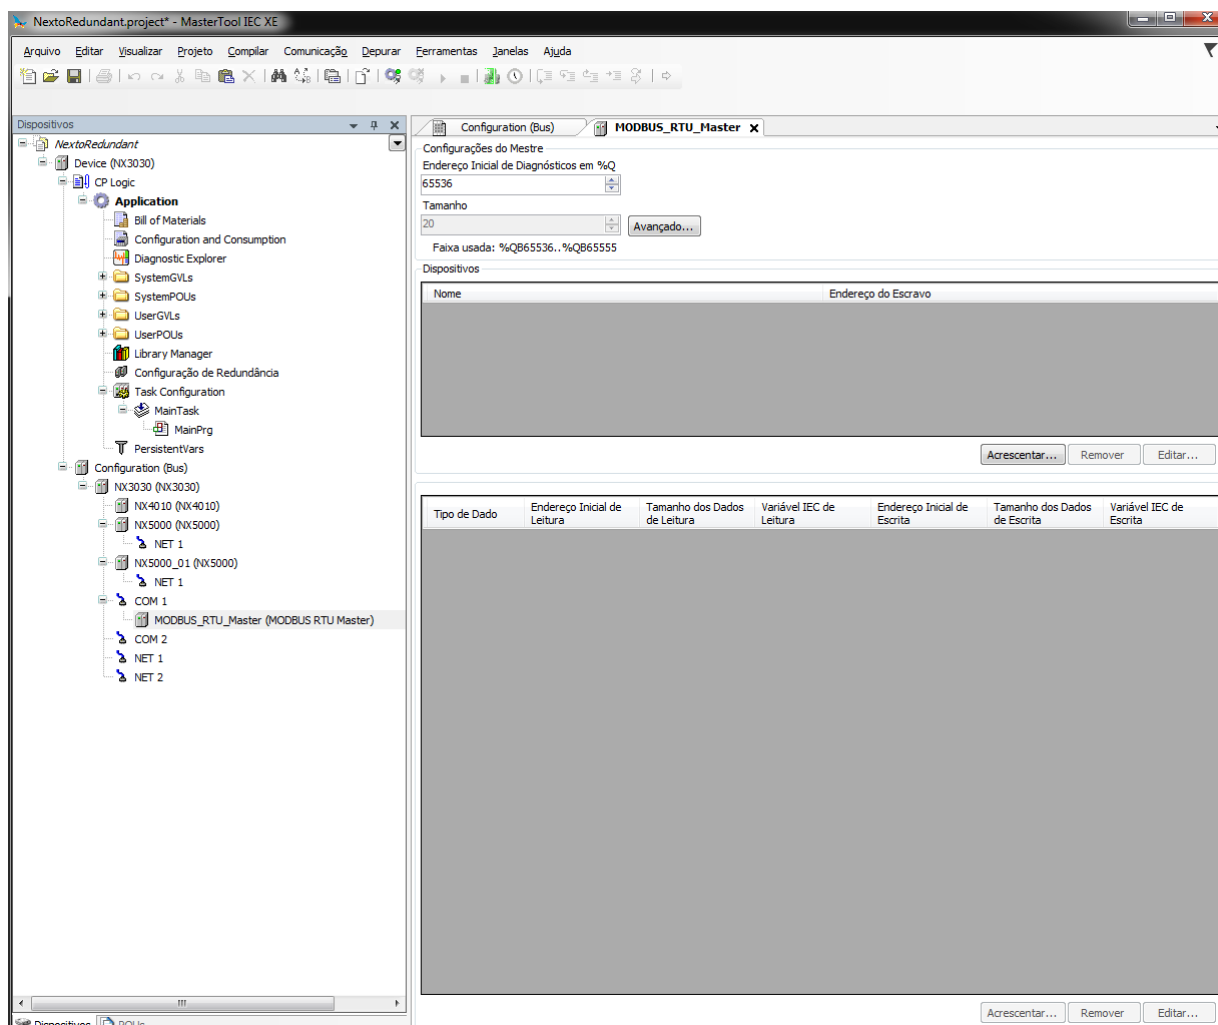 NextoRedundant.project* - MasterTool IEC XE
Arquivo Editar Visualizar Projeto Compilar Comunicação Depurar Ferramentas Janelas Ajuda
Dispositivos
NextoRedundant
Device (NX3030)
CP Logic
Application
Bill of Materials
Configuration and Consumption
Diagnostic Explorer
SystemGVLs
SystemPOUs
UserGVLs
UserPOUs
Library Manager
Configuração de Redundância
Task Configuration
MainTask
MainPrg
PersistentVars
Configuration (Bus)
NX3030 (NX3030)
NX4010 (NX4010)
NX5000 (NX5000)
NET 1
NX5000_01 (NX5000)
NET 1
COM 1
MODBUS_RTU_Master (MODBUS RTU Master)
COM 2
NET 1
NET 2
Dispositivos POUs
Configuration (Bus) MODBUS_RTU_Master
Configurações do Mestre
Endereço Inicial de Diagnósticos em %Q
65536
Tamanho
20 Avançado...
Faixa usada: %QB65536..%QB65555
Dispositivos
Nome Endereço do Escravo
Acrescentar... Remover Editar...
Tipo de Dado Endereço Inicial de Leitura Tamanho dos Dados de Leitura Variável IEC de Leitura Endereço Inicial de Escrita Tamanho dos Dados de Escrita Variável IEC de Escrita
Acrescentar... Remover Editar...